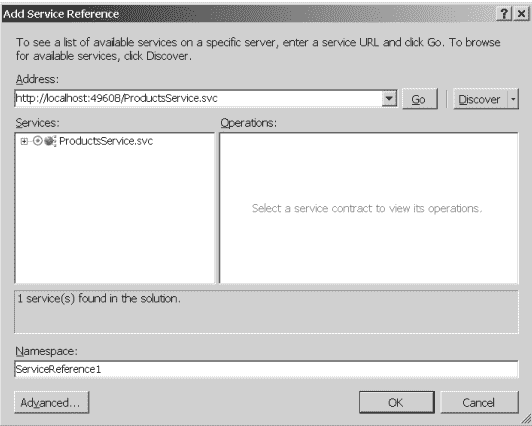 Add Service Reference
To see a list of available services on a specific server, enter a service URL and click Go. To browse
for available services, click Discover.
Address:
http://localhost:49608/ProductsService.svc
Go
Discover
Services:
Operations:
ProductsService.svc
Select a service contract to view its operations.
1 service(s) found in the solution.
Namespace:
ServiceReference1
Advanced...
OK
Cancel